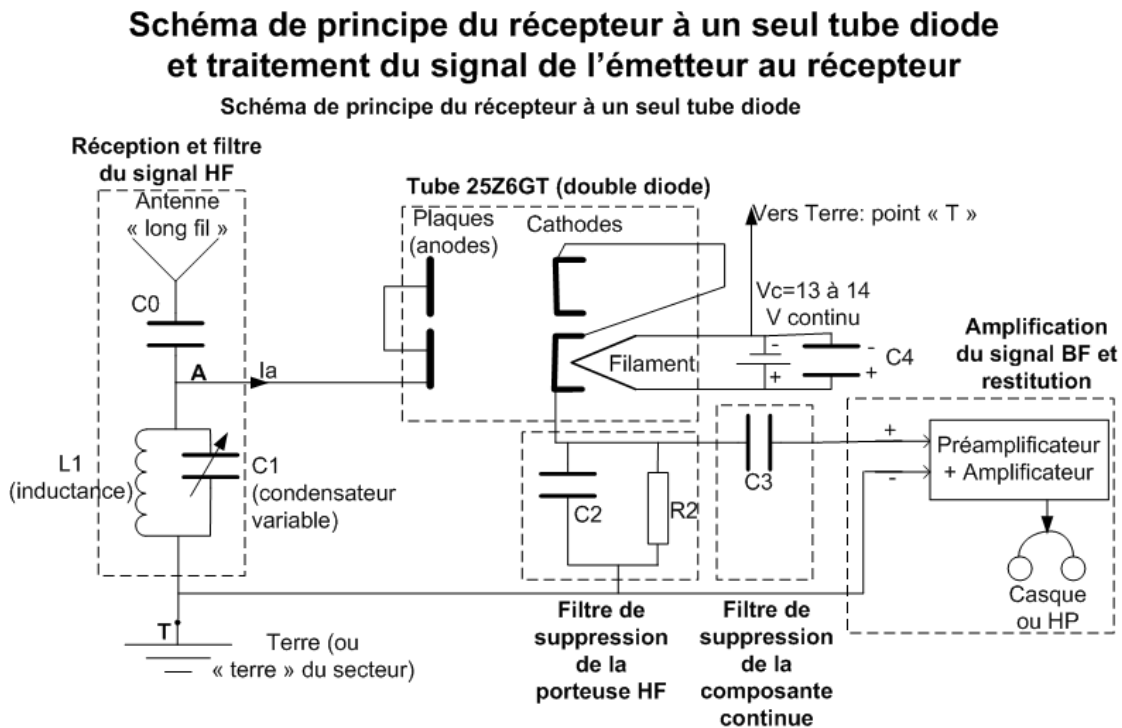 Schéma de principe du récepteur à un seul tube diode
et traitement du signal de l'émetteur au récepteur
Schéma de principe du récepteur à un seul tube diode
Réception et filtre
du signal HF
Antenne
« long fil »
C0
A
Ia
L1
(inductance)
C1
(condensateur
variable)
T
Terre (ou
« terre » du secteur)
Tube 25Z6GT (double diode)
Plaques
(anodes)
Cathodes
Filament
Vers Terre: point « T »
Vc=13 à 14
V continu
-
+
-
C4
+
C2
R2
Filtre de
suppression
de la
porteuse HF
C3
Filtre de
suppression
de la
composante
continue
Amplification
du signal BF et
restitution
+
-
Préamplificateur
+ Amplificateur
Casque
ou HP